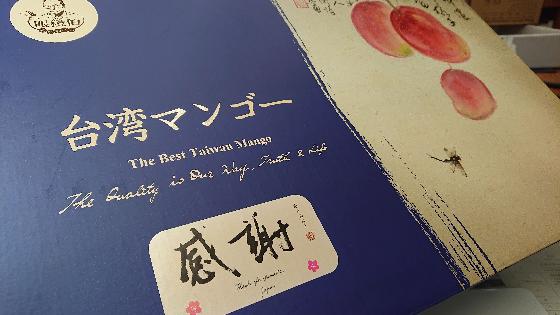 台湾マンゴー
The Best Taiwan Mango
The Quality is Our Way, Truth & Life
感謝